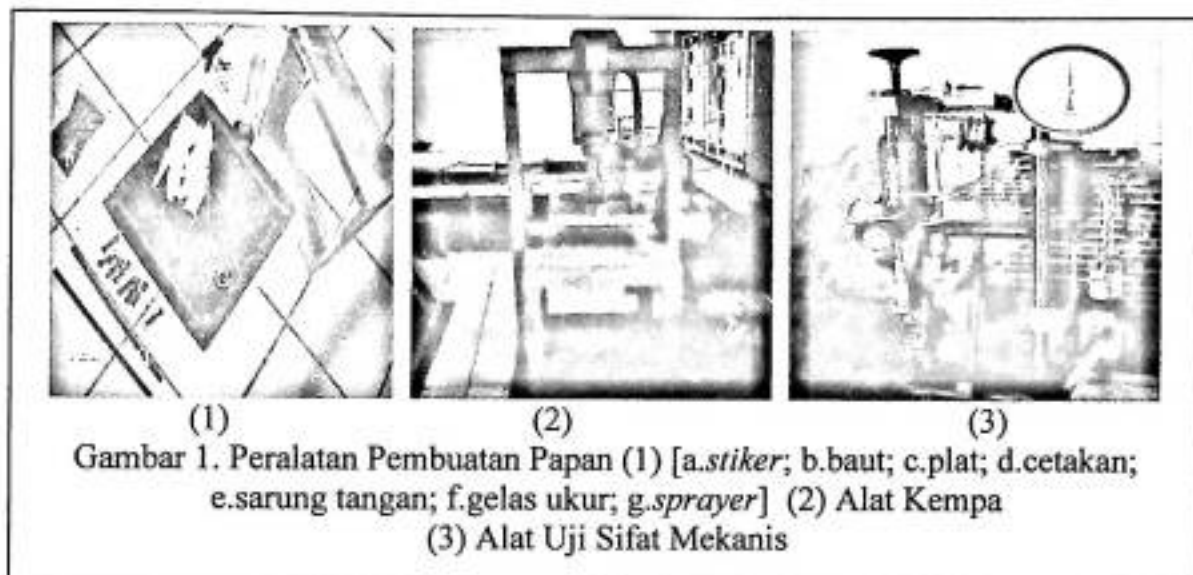 (1) (2) (3)
Gambar 1. Peralatan Pembuatan Papan (1) [a.stiker; b.baut; c.plat; d.cetakan;
e.sarung tangan; f.gelas ukur; g.sprayer] (2) Alat Kempa
(3) Alat Uji Sifat Mekanis